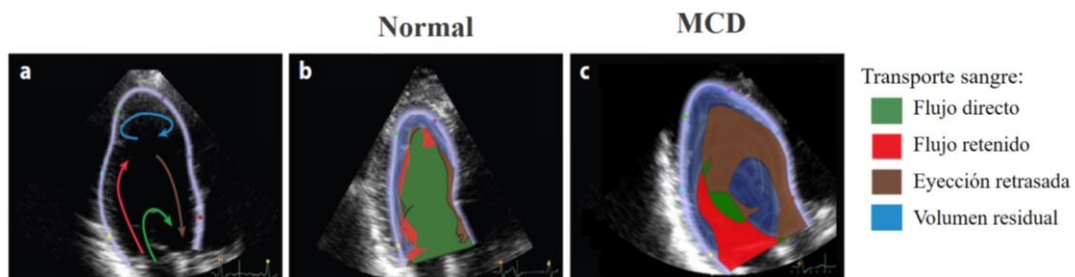 Normal
MCD
a
b
c
Transporte sangre:
Flujo directo
Flujo retenido
Eyección retrasada
Volumen residual